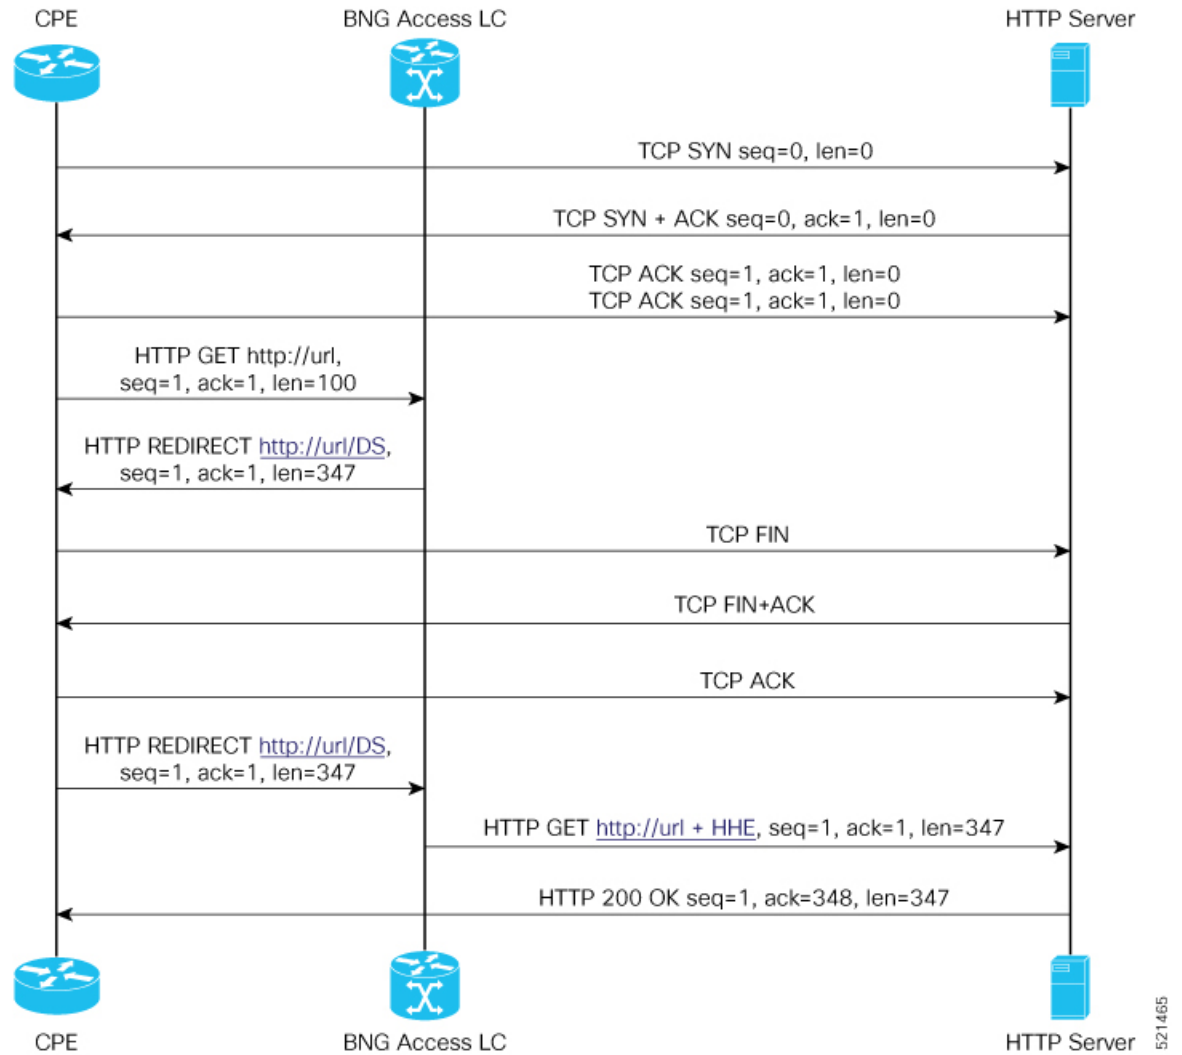 CPE
BNG Access LC
HTTP Server
TCP SYN seq=0, len=0
TCP SYN + ACK seq=0, ack=1, len=0
TCP ACK seq=1, ack=1, len=0
TCP ACK seq=1, ack=1, len=0
HTTP GET http://url,
seq=1, ack=1, len=100
HTTP REDIRECT http://url/DS,
seq=1, ack=1, len=347
TCP FIN
TCP FIN+ACK
TCP ACK
HTTP REDIRECT http://url/DS,
seq=1, ack=1, len=347
HTTP GET http://url + HHE, seq=1, ack=1, len=347
HTTP 200 OK seq=1, ack=348, len=347
CPE
BNG Access LC
HTTP Server
521465